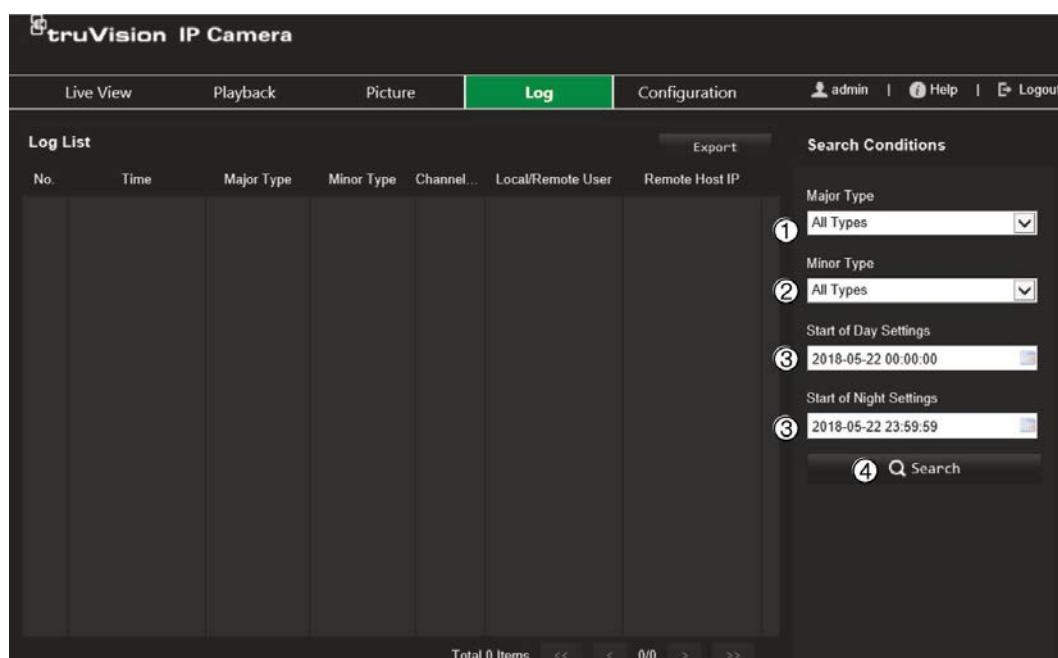 truVision IP Camera
Live View Playback Picture Log Configuration admin | Help | Logout
Log List Export
No. Time Major Type Minor Type Channel... Local/Remote User Remote Host IP
Search Conditions
Major Type
① All Types
Minor Type
② All Types
Start of Day Settings
③ 2018-05-22 00:00:00
Start of Night Settings
③ 2018-05-22 23:59:59
④ Search
Total 0 Items << < 0/0 > >>